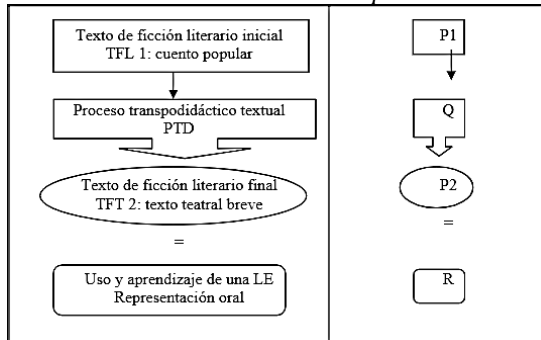 Texto de ficción literario inicial
TFL 1: cuento popular
Proceso transpodidáctico textual
PTD
Texto de ficción literario final
TFT 2: texto teatral breve
=
Uso y aprendizaje de una LE
Representación oral
P1
Q
P2
=
R